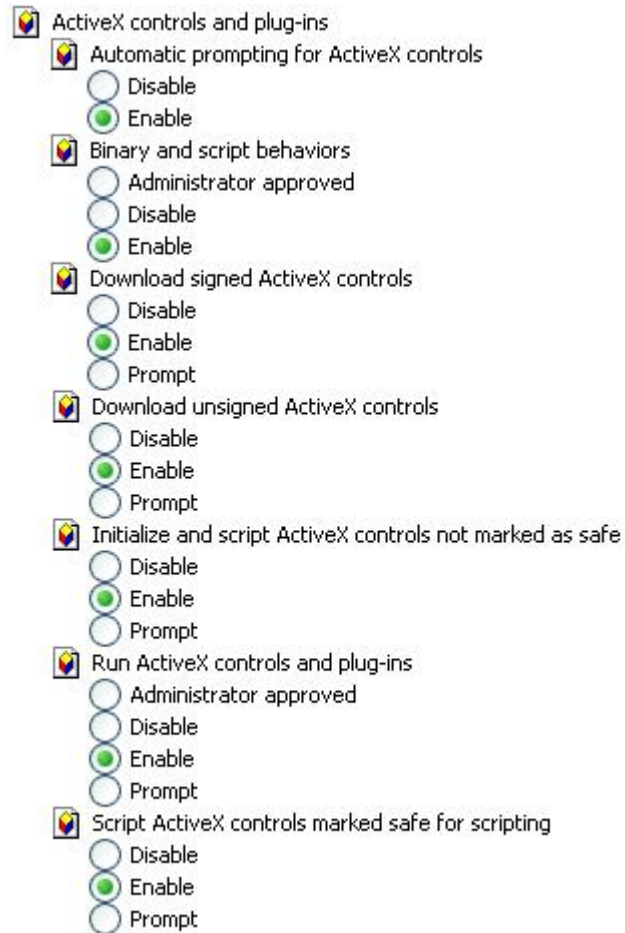 ActiveX controls and plug-ins
Automatic prompting for ActiveX controls
Disable
Enable
Binary and script behaviors
Administrator approved
Disable
Enable
Download signed ActiveX controls
Disable
Enable
Prompt
Download unsigned ActiveX controls
Disable
Enable
Prompt
Initialize and script ActiveX controls not marked as safe
Disable
Enable
Prompt
Run ActiveX controls and plug-ins
Administrator approved
Disable
Enable
Prompt
Script ActiveX controls marked safe for scripting
Disable
Enable
Prompt